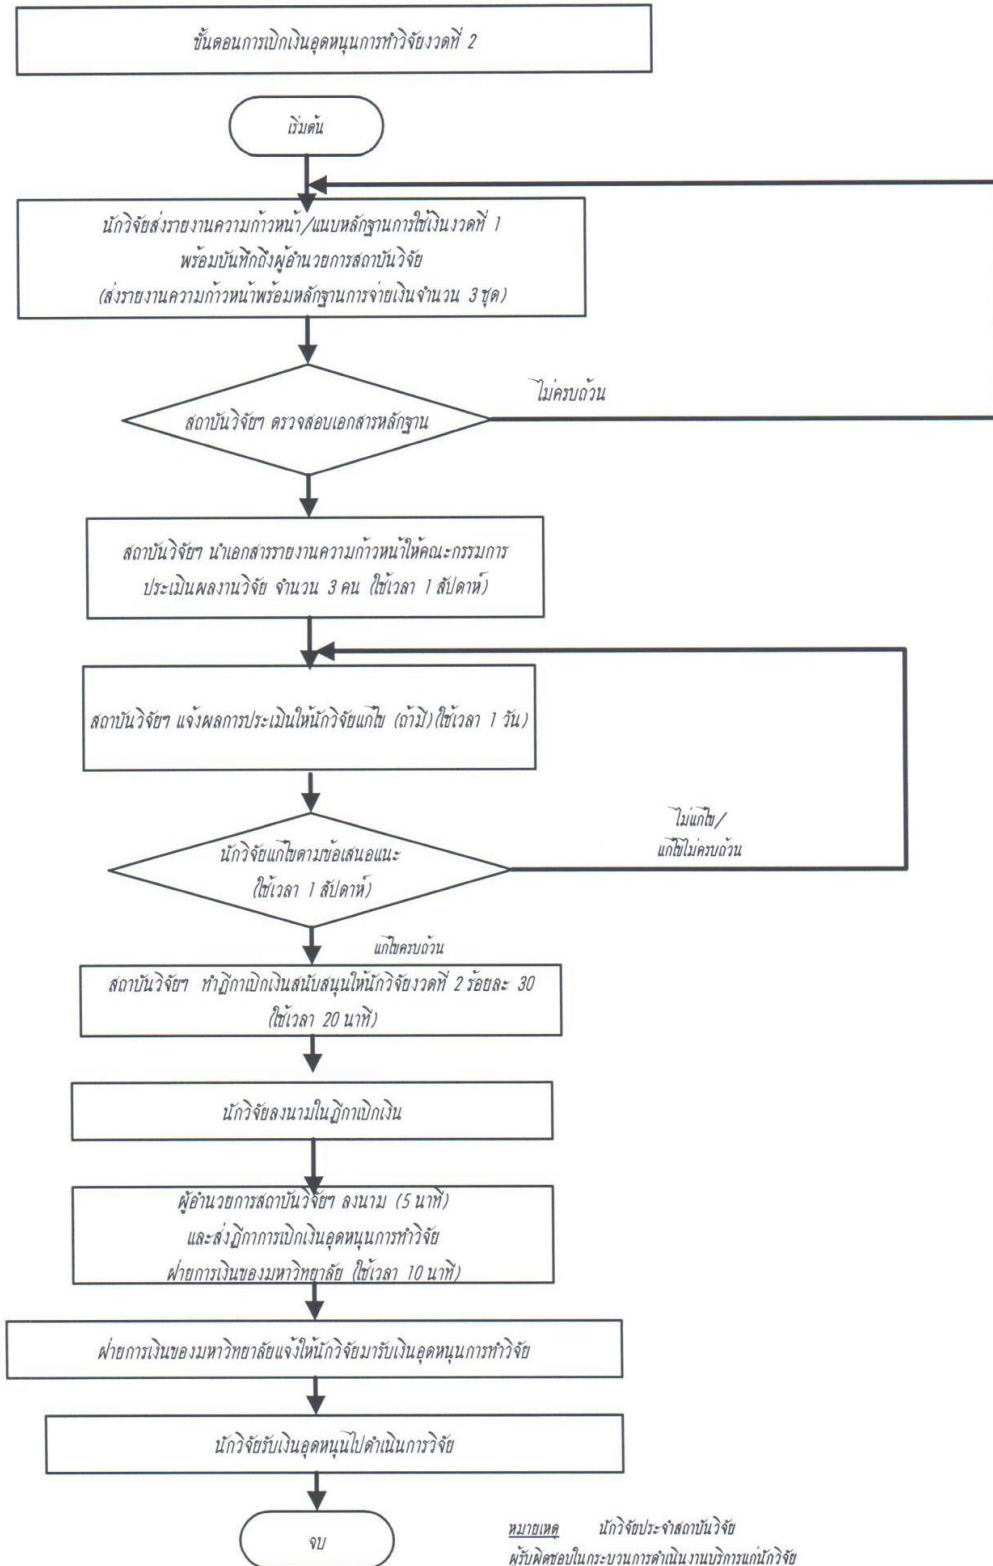 ขั้นตอนการเบิกเงินอุดหนุนการทำวิจัยงวดที่ 2
เริ่มต้น
นักวิจัยส่งรายงานความก้าวหน้า/แนบหลักฐานการใช้เงินงวดที่ 1
พร้อมบันทึกถึงผู้อำนวยการสถาบันวิจัย
(ส่งรายงานความก้าวหน้าพร้อมหลักฐานการจ่ายเงินจำนวน 3 ชุด)
ไม่ครบถ้วน
สถาบันวิจัยฯ ตรวจสอบเอกสารหลักฐาน
สถาบันวิจัยฯ นำเอกสารรายงานความก้าวหน้าให้คณะกรรมการ
ประเมินผลงานวิจัย จำนวน 3 คน (ใช้เวลา 1 สัปดาห์)
สถาบันวิจัยฯ แจ้งผลการประเมินให้นักวิจัยแก้ไข (ถ้ามี) (ใช้เวลา 1 วัน)
ไม่แก้ไข/
แก้ไขไม่ครบถ้วน
นักวิจัยแก้ไขตามข้อเสนอแนะ
(ใช้เวลา 1 สัปดาห์)
แก้ไขครบถ้วน
สถาบันวิจัยฯ ทำฎีกาเบิกเงินสนับสนุนให้นักวิจัยงวดที่ 2 ร้อยละ 30
(ใช้เวลา 20 นาที)
นักวิจัยลงนามในฎีกาเบิกเงิน
ผู้อำนวยการสถาบันวิจัยฯ ลงนาม (5 นาที)
และส่งฎีกาการเบิกเงินอุดหนุนการทำวิจัย
ฝ่ายการเงินของมหาวิทยาลัย (ใช้เวลา 10 นาที)
ฝ่ายการเงินของมหาวิทยาลัยแจ้งให้นักวิจัยมารับเงินอุดหนุนการทำวิจัย
นักวิจัยรับเงินอุดหนุนไปดำเนินการวิจัย
จบ
หมายเหตุ นักวิจัยประจำสถาบันวิจัย
ผู้รับผิดชอบในกระบวนการดำเนินงานบริการแก่นักวิจัย